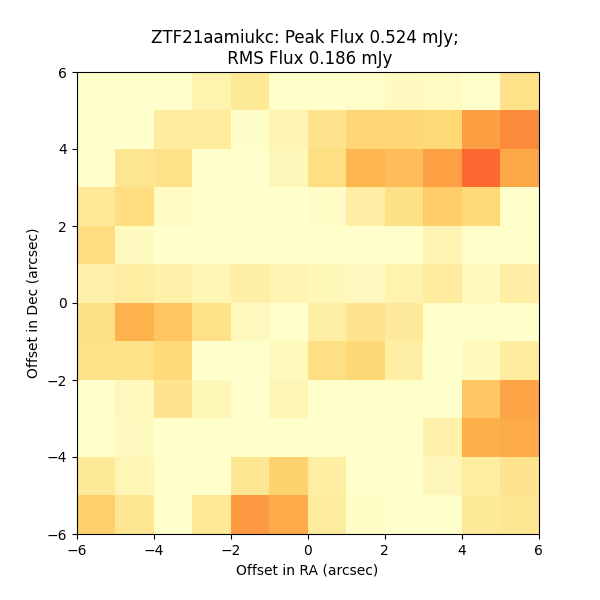 ZTF21aamiukc: Peak Flux 0.524 mJy;
RMS Flux 0.186 mJy
6
4
2
0
−2
−4
−6
Offset in Dec (arcsec)
−6 −4 −2 0 2 4 6
Offset in RA (arcsec)